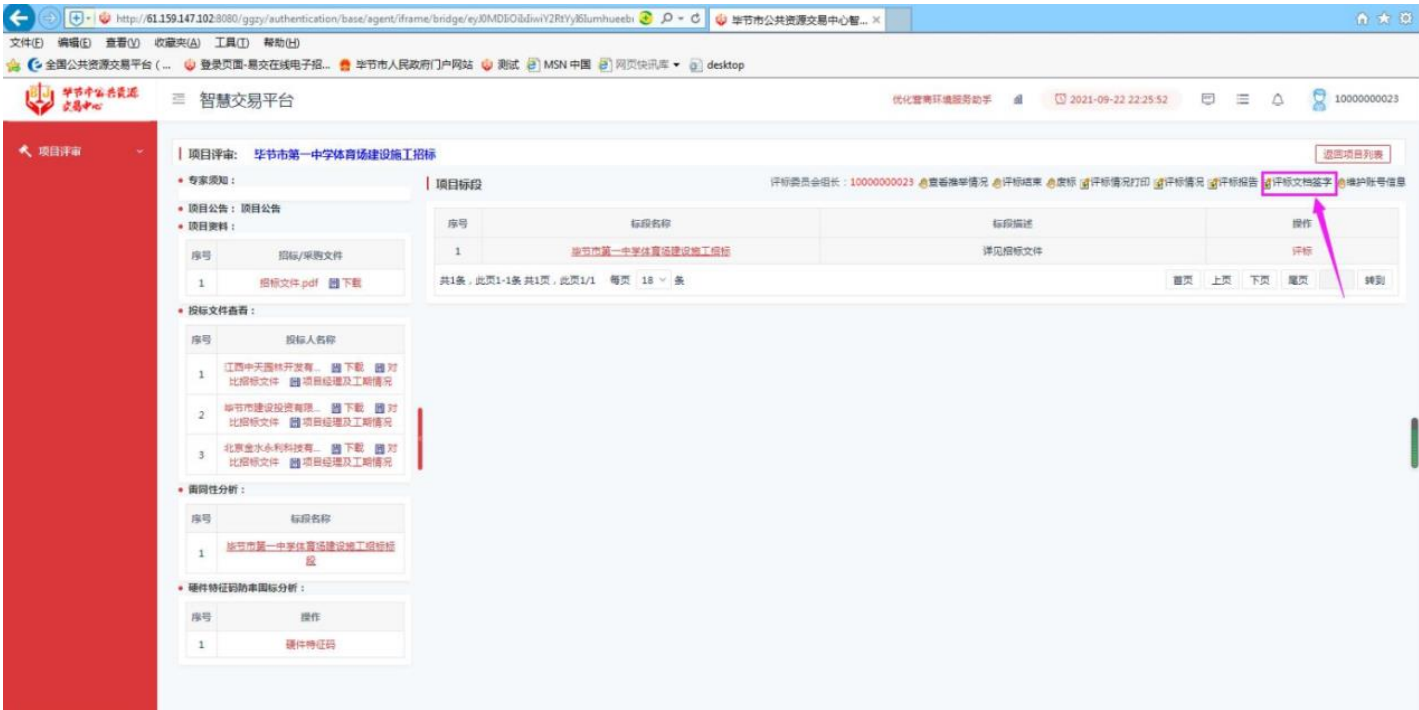 http://61.159.147.102:8080/ggzy/authentication/base/agent/iframe/bridge/
毕节市公共资源交易中心智...
文件(F) 编辑(E) 查看(V) 收藏夹(A) 工具(T) 帮助(H)
全国公共资源交易平台 (... 登录页面-易交在线电子招... 毕节市人民政府门户网站 测试 MSN 中国 网页快讯库 desktop
毕节市公共资源
交易中心
智慧交易平台
优化营商环境服务助手
2021-09-22 22:25:52
10000000023
项目评审
项目评审: 毕节市第一中学体育场建设施工招标
返回项目列表
专家须知：
项目公告： 项目公告
项目资料：
序号 招标/采购文件
1 招标文件.pdf 下载
投标文件查看：
序号 投标人名称
1 江西中天园林开发有... 下载 对
比招标文件 项目经理及工期情况
2 毕节市建设投资有限... 下载 对
比招标文件 项目经理及工期情况
3 北京金水永利科技有... 下载 对
比招标文件 项目经理及工期情况
雷同性分析：
序号 标段名称
1 毕节市第一中学体育场建设施工招标标
段
硬件特征码防串围标分析：
序号 操作
1 硬件特征码
项目标段
评标委员会组长：10000000023 查看推举情况 评标结束 废标 评标情况打印 评标情况 评标报告 评标文档签字 维护账号信息
序号 标段名称 标段描述 操作
1 毕节市第一中学体育场建设施工招标 详见招标文件 评标
共1条，此页1-1条 共1页，此页1/1 每页 18 条
首页 上页 下页 尾页 转到